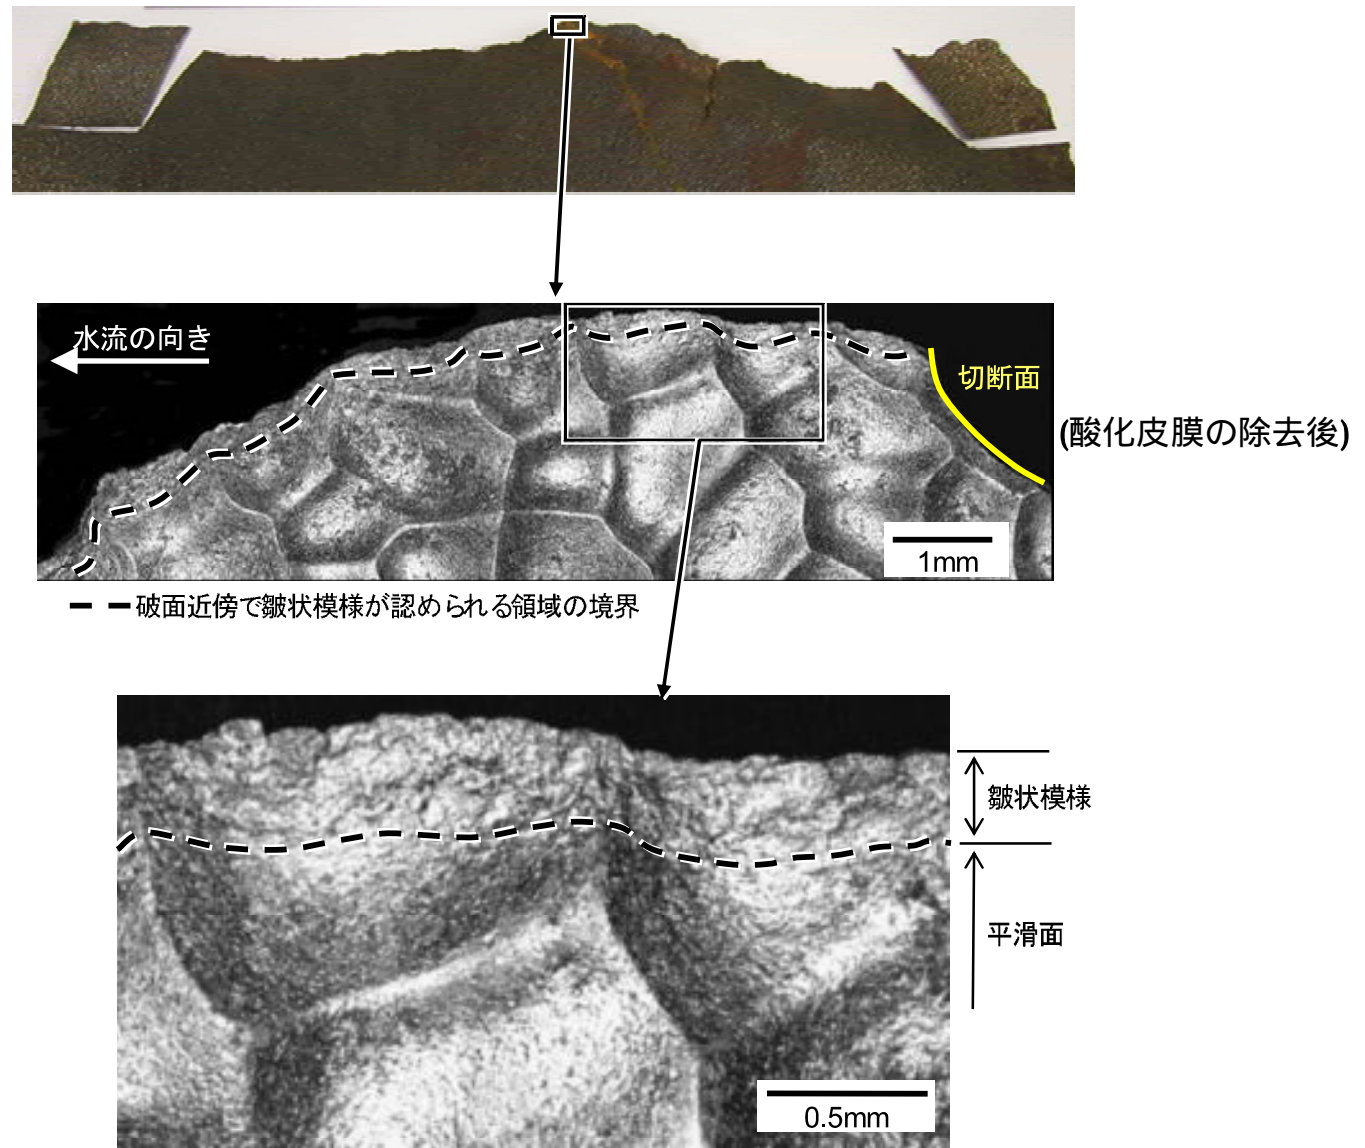 水流の向き
切断面
(酸化皮膜の除去後)
1mm
破面近傍で皺状模様が認められる領域の境界
皺状模様
平滑面
0.5mm